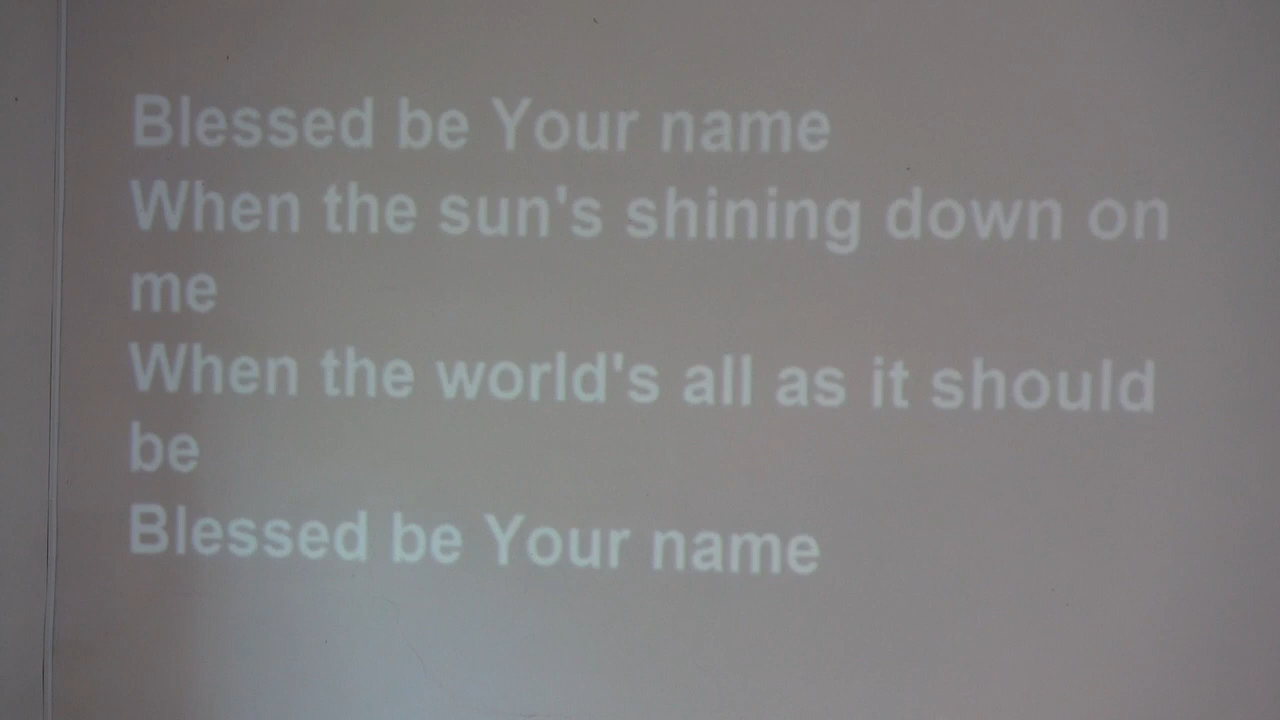 Blessed be Your name
When the sun's shining down on
me
When the world's all as it should
be
Blessed be Your name